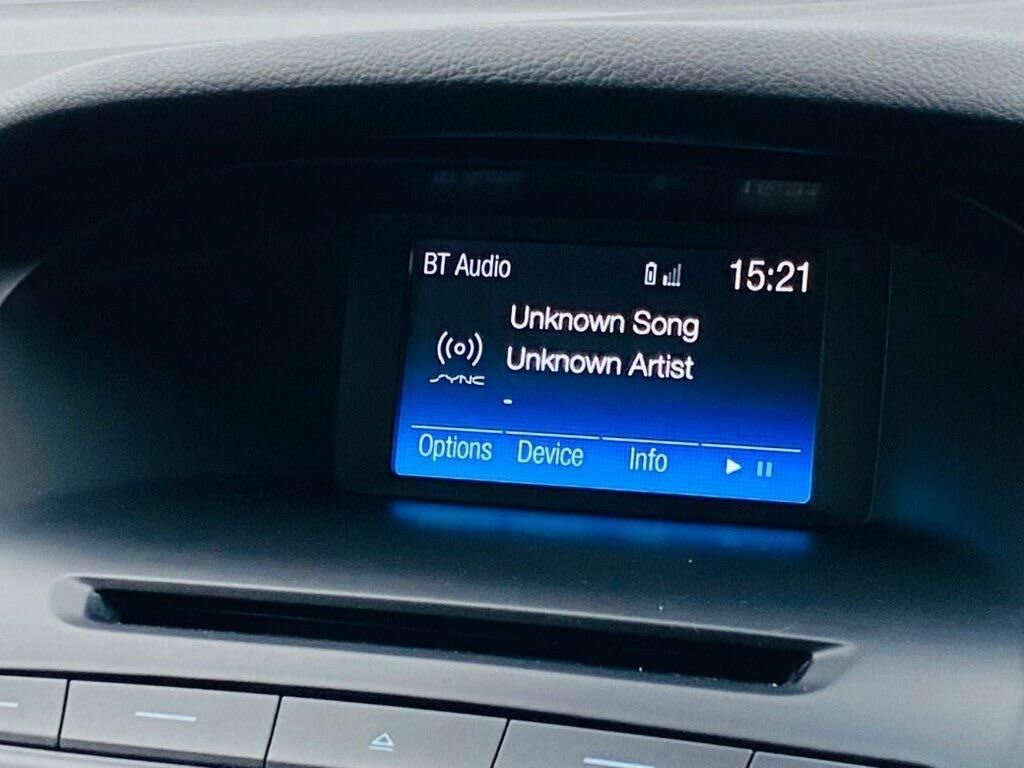 BT Audio 15:21
Unknown Song
Unknown Artist
SYNC
-
Options Device Info